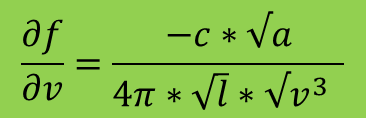 ∂f/∂v = (−c * √a) / (4π * √l * √v³)